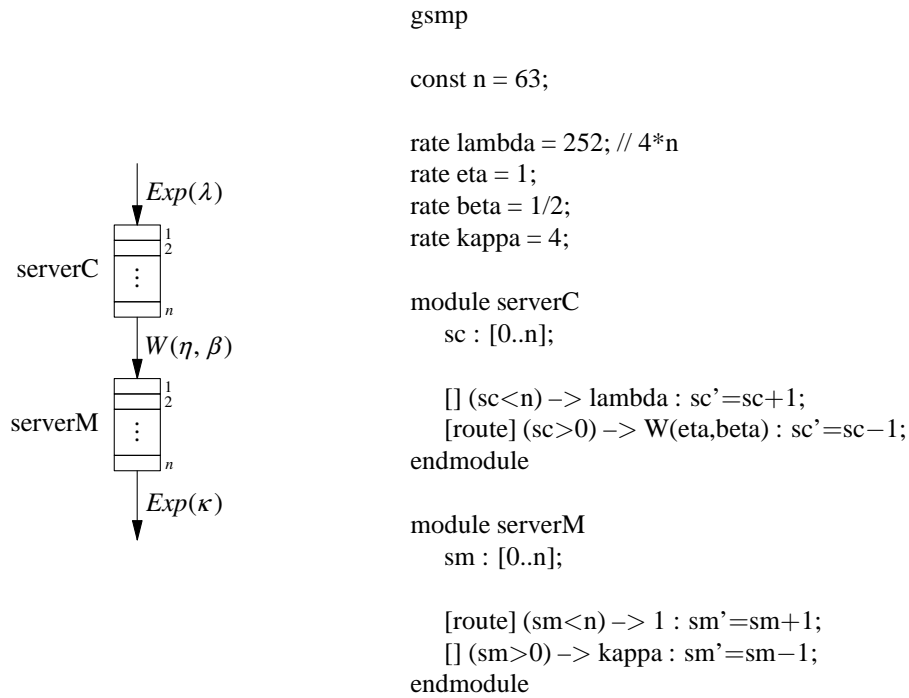 Exp(λ)
1
2
serverC
⋮
n
W(η, β)
1
2
serverM
⋮
n
Exp(κ)
gsmp
const n = 63;
rate lambda = 252; // 4*n
rate eta = 1;
rate beta = 1/2;
rate kappa = 4;
module serverC
sc : [0..n];
[] (sc<n) –> lambda : sc’=sc+1;
[route] (sc>0) –> W(eta,beta) : sc’=sc−1;
endmodule
module serverM
sm : [0..n];
[route] (sm<n) –> 1 : sm’=sm+1;
[] (sm>0) –> kappa : sm’=sm−1;
endmodule